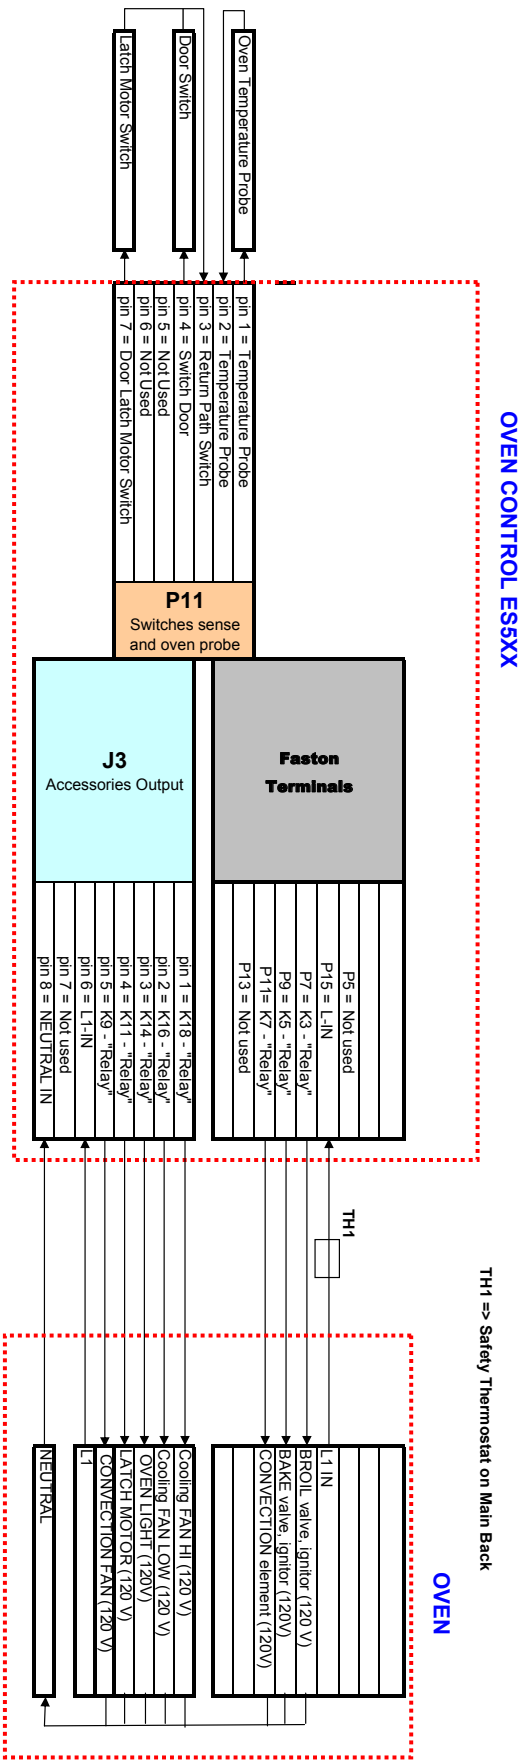 OVEN CONTROL ES5XX
TH1 => Safety Thermostat on Main Back
OVEN
Oven Temperature Probe
Door Switch
Latch Motor Switch
pin 1 = Temperature Probe
pin 2 = Temperature Probe
pin 3 = Return Path Switch
pin 4 = Switch Door
pin 5 = Not Used
pin 6 = Not Used
pin 7 = Door Latch Motor Switch
P11
Switches sense
and oven probe
J3
Accessories Output
Faston
Terminals
P5 = Not used
P15 = L-IN
P7 = K3 - "Relay"
P9 = K5 - "Relay"
P11= K7 - "Relay"
P13 = Not used
pin 1 = K18 - "Relay"
pin 2 = K16 - "Relay"
pin 3 = K14 - "Relay"
pin 4 = K11 - "Relay"
pin 5 = K9 - "Relay"
pin 6 = L1-IN
pin 7 = Not used
pin 8 = NEUTRAL IN
TH1
L1 IN
BROIL valve, ignitor (120 V)
BAKE valve, ignitor (120V)
CONVECTION element (120V)
Cooling FAN HI (120 V)
Cooling FAN LOW (120 V)
OVEN LIGHT (120V)
LATCH MOTOR (120 V)
CONVECTION FAN (120 V)
L1
NEUTRAL